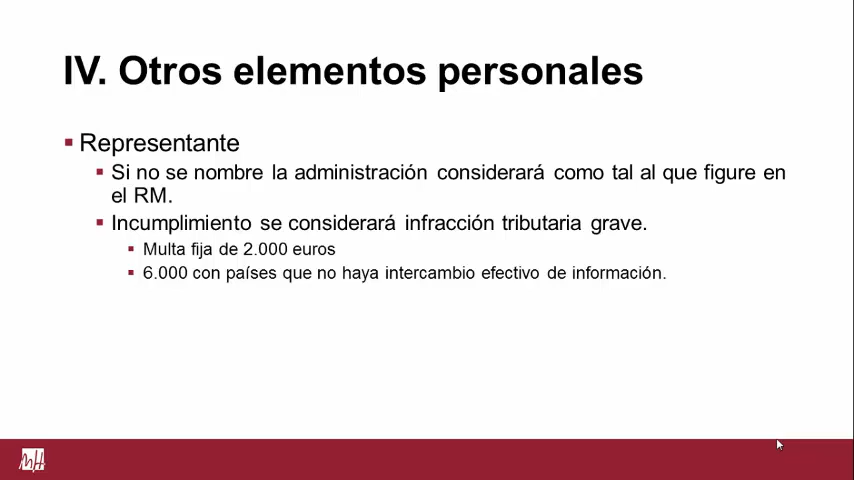 IV. Otros elementos personales
Representante
Si no se nombre la administración considerará como tal al que figure en
el RM.
Incumplimiento se considerará infracción tributaria grave.
Multa fija de 2.000 euros
6.000 con países que no haya intercambio efectivo de información.